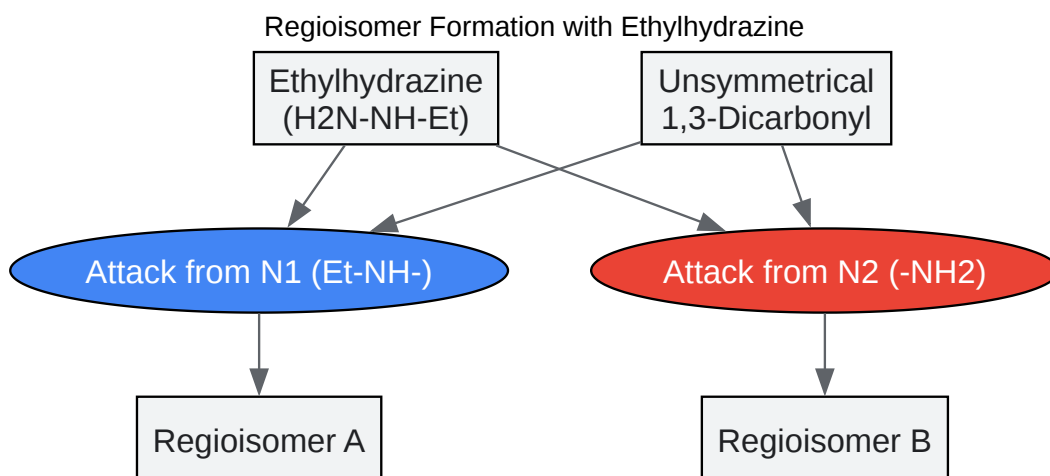 Regioisomer Formation with Ethylhydrazine
Ethylhydrazine
(H2N-NH-Et)
Unsymmetrical
1,3-Dicarbonyl
Attack from N1 (Et-NH-)
Attack from N2 (-NH2)
Regioisomer A
Regioisomer B